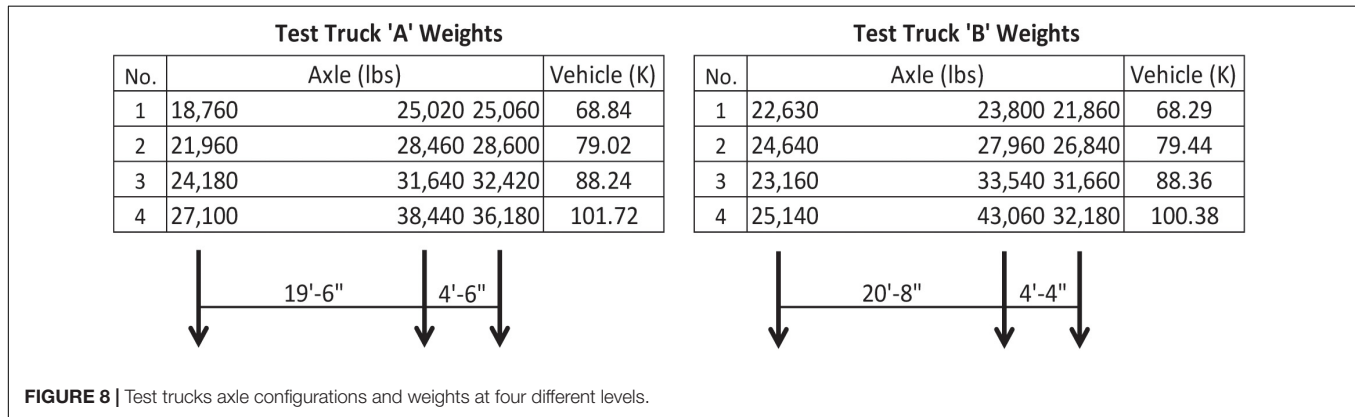 Test Truck 'A' Weights
No. Axle (lbs) Vehicle (K)
1 18,760 25,020 25,060 68.84
2 21,960 28,460 28,600 79.02
3 24,180 31,640 32,420 88.24
4 27,100 38,440 36,180 101.72
19'-6" 4'-6"
Test Truck 'B' Weights
No. Axle (lbs) Vehicle (K)
1 22,630 23,800 21,860 68.29
2 24,640 27,960 26,840 79.44
3 23,160 33,540 31,660 88.36
4 25,140 43,060 32,180 100.38
20'-8" 4'-4"
FIGURE 8 | Test trucks axle configurations and weights at four different levels.